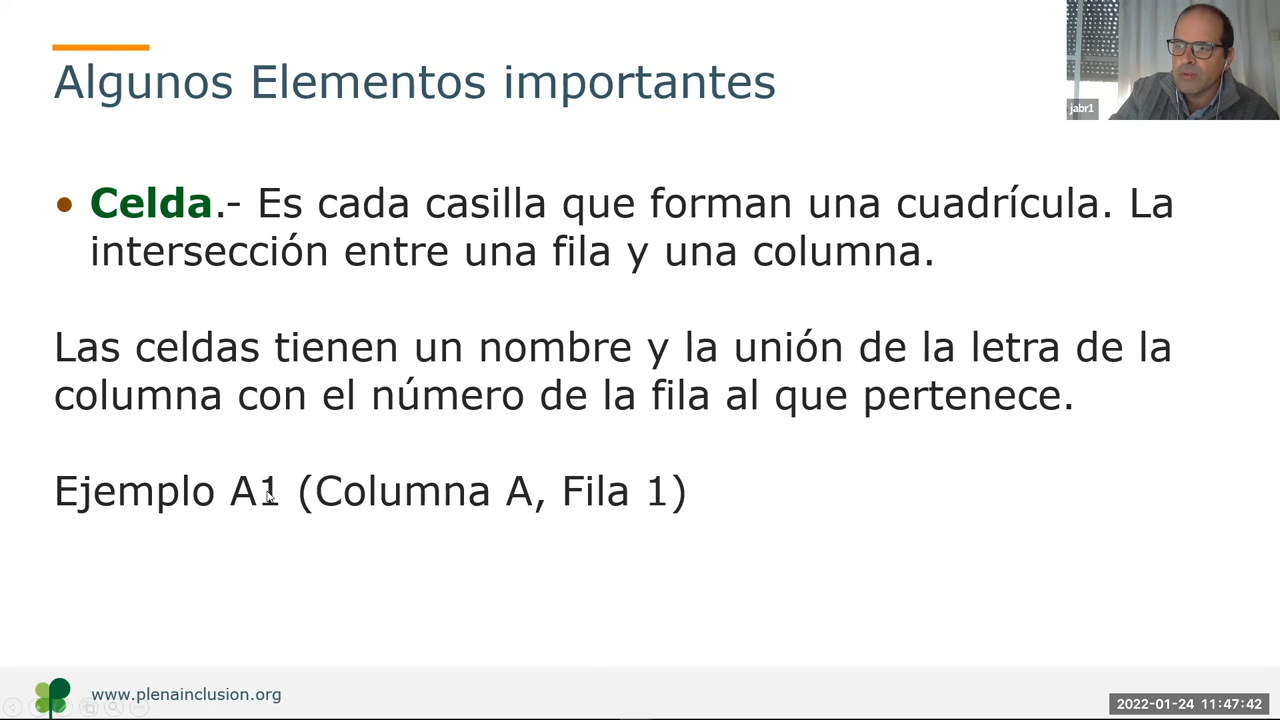 Algunos Elementos importantes
jabr1
• Celda.- Es cada casilla que forman una cuadrícula. La
intersección entre una fila y una columna.
Las celdas tienen un nombre y la unión de la letra de la
columna con el número de la fila al que pertenece.
Ejemplo A1 (Columna A, Fila 1)
www.plenainclusion.org
2022-01-24 11:47:42